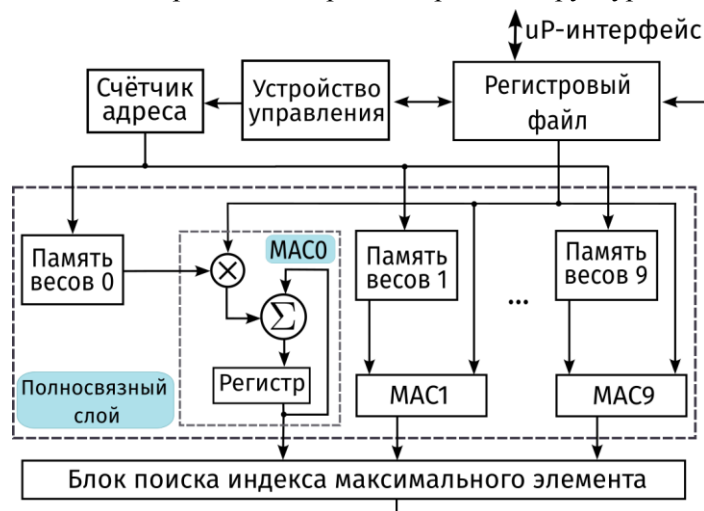 uP-интерфейс
Счётчик
адреса
Устройство
управления
Регистровый
файл
Память
весов 0
MAC0
Память
весов 1
...
Память
весов 9
Σ
Регистр
Полносвязный
слой
MAC1
MAC9
Блок поиска индекса максимального элемента